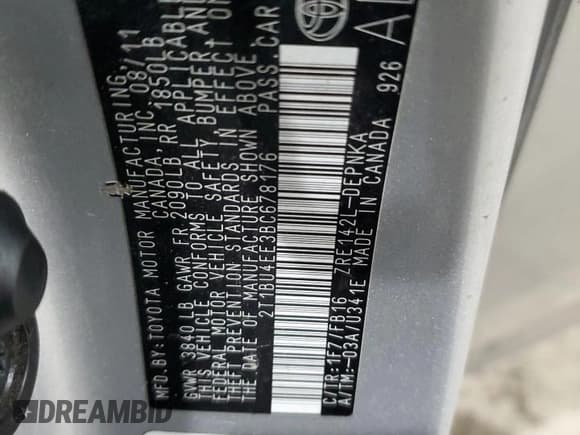 MFD.BY:TOYOTA MOTOR MANUFACTURING
CANADA, INC. 08/11
GVWR 3840 LB GAWR FR 2090LB, RR 1850LB
THIS VEHICLE CONFORMS TO ALL APPLICABLE
FEDERAL MOTOR VEHICLE SAFETY, BUMPER, AND
THEFT PREVENTION STANDARDS IN EFFECT ON
THE DATE OF MANUFACTURE SHOWN ABOVE.
2T1BU4EE3BC678176 PASS.CAR
C/TR:1F7/FB16 ZRE142L-DEPNKA
A/TM:-03A/U341E MADE IN CANADA 926
DREAMBID